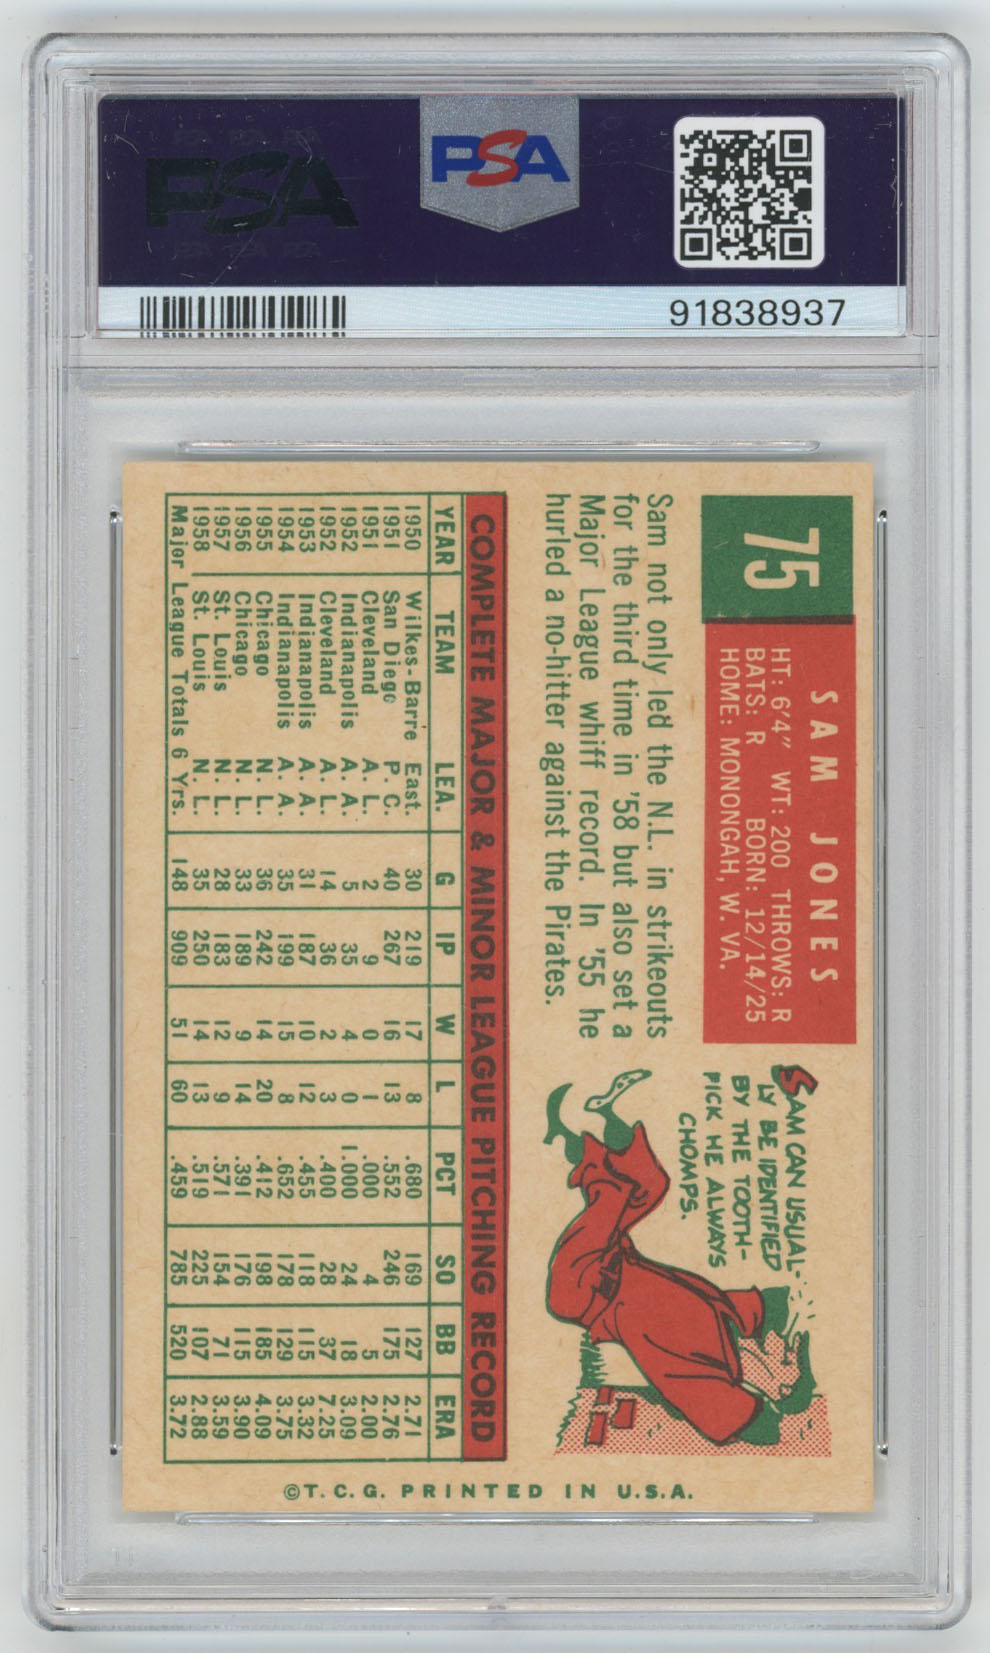 PSA
PSA
91838937
75
SAM JONES
HT: 6'4" WT: 200 THROWS: R
BATS: R BORN: 12/14/25
HOME: MONONGAH, W. VA.
SAM CAN USUAL-
LY BE IDENTIFIED
BY THE TOOTH-
PICK HE ALWAYS
CHOMPS.
Sam not only led the N.L. in strikeouts
for the third time in '58 but also set a
Major League whiff record. In '55 he
hurled a no-hitter against the Pirates.
COMPLETE MAJOR & MINOR LEAGUE PITCHING RECORD
YEAR TEAM LEA. G IP W L PCT SO BB ERA
1950 Wilkes-Barre East. 30 219 17 8 .680 169 127 2.71
1951 San Diego P. C. 40 267 16 13 .552 246 175 2.76
1951 Cleveland A. L. 2 9 0 1 .000 4 5 2.00
1952 Indianapolis A. A. 5 35 4 0 1.000 24 18 3.09
1952 Cleveland A. L. 14 36 2 3 .400 28 37 7.25
1953 Indianapolis A. A. 31 187 10 12 .455 118 115 3.32
1954 Indianapolis A. A. 35 199 15 8 .652 178 129 3.75
1955 Chicago N. L. 36 242 14 20 .412 198 185 4.09
1956 Chicago N. L. 33 189 9 14 .391 176 115 3.90
1957 St. Louis N. L. 28 183 12 9 .571 154 71 3.59
1958 St. Louis N. L. 35 250 14 13 .519 225 107 2.88
Major League Totals 6 Yrs. 148 909 51 60 .459 785 520 3.72
©T.C.G. PRINTED IN U.S.A.